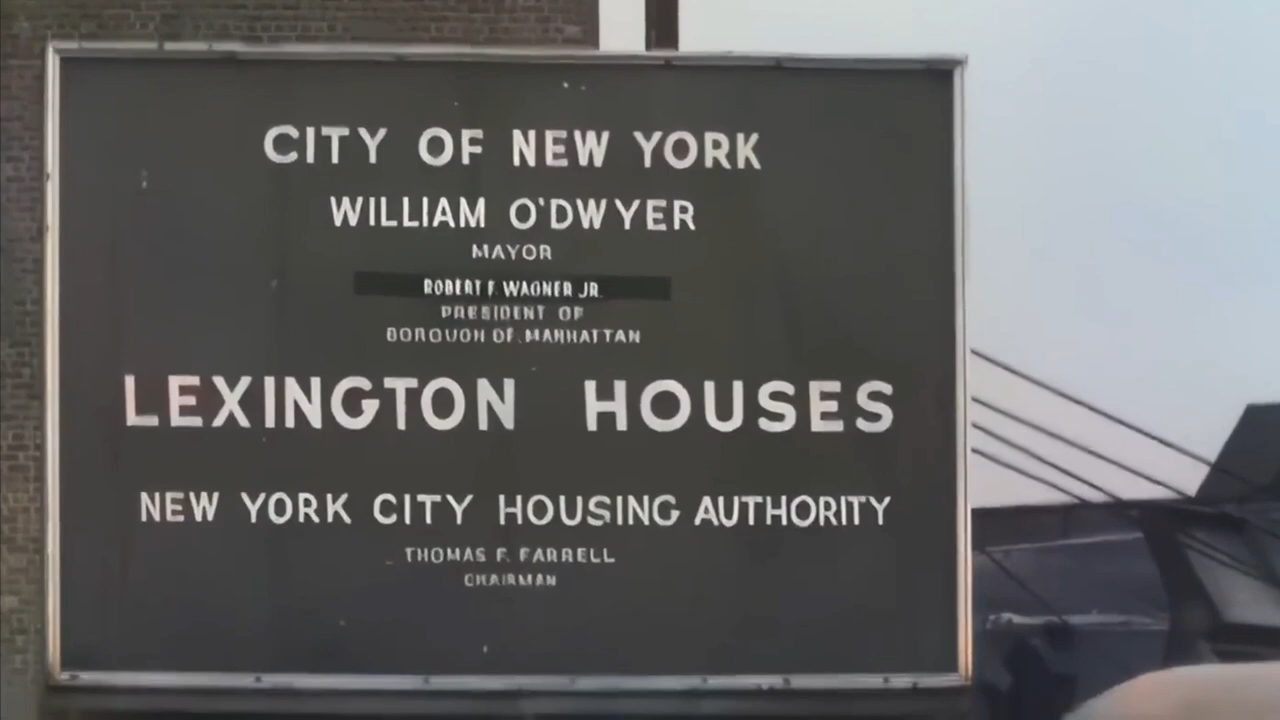 CITY OF NEW YORK
WILLIAM O'DWYER
MAYOR
ROBERT F. WAGNER JR.
PRESIDENT OF
BOROUGH OF MANHATTAN
LEXINGTON HOUSES
NEW YORK CITY HOUSING AUTHORITY
THOMAS F. FARRELL
CHAIRMAN